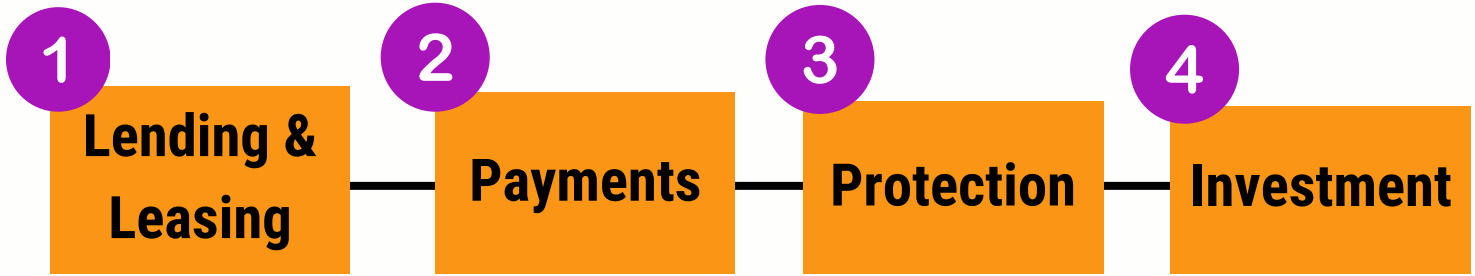 1
Lending &
Leasing
2
Payments
3
Protection
4
Investment